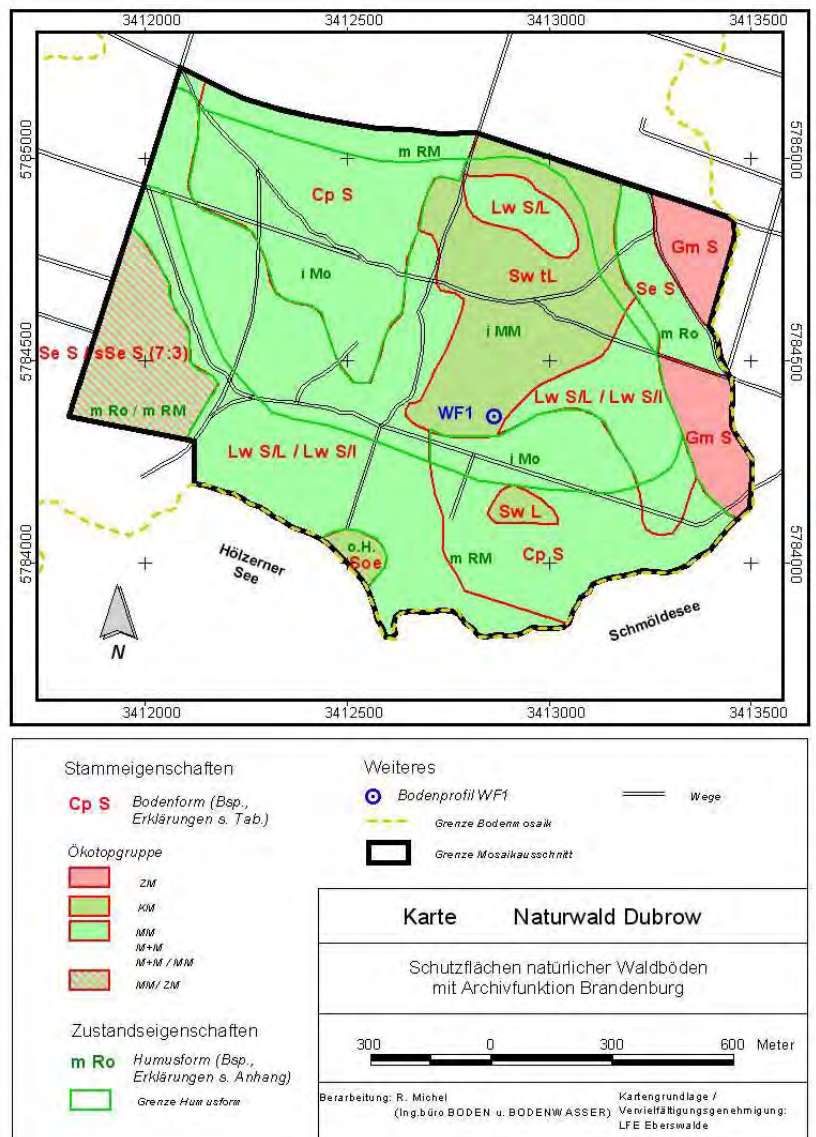 3412000 3412500 3413000 3413500
5785000
5785000
m RM
Cp S
Lw S/L
Gm S
Sw tL
Se S
i Mo
i MM
m Ro
5784500
5784500
Se S / sSe S (7:3)
Lw S/L / Lw S/l
m Ro / m RM
WF1
Gm S
Lw S/L / Lw S/l
i Mo
Sw L
o.H.
Soe
m RM
Cp S
5784000
5784000
Hölzerner
See
Schmöldesee
N
3412000 3412500 3413000 3413500
Stammeigenschaften
Cp S Bodenform (Bsp.,
Erklärungen s. Tab.)
Ökotopgruppe
ZM
KM
MM
M+M
M+M / MM
MM/ ZM
Zustandseigenschaften
m Ro Humusform (Bsp.,
Erklärungen s. Anhang)
Grenze Humusform
Weiteres
Bodenprofil WF1
Wege
Grenze Bodenmosaik
Grenze Mosaikausschnitt
Karte Naturwald Dubrow
Schutzflächen natürlicher Waldböden
mit Archivfunktion Brandenburg
300 0 300 600 Meter
Berarbeitung: R. Michel
(Ing.büro BODEN u. BODENWASSER)
Kartengrundlage /
Vervielfältigungsgenehmigung:
LFE Eberswalde